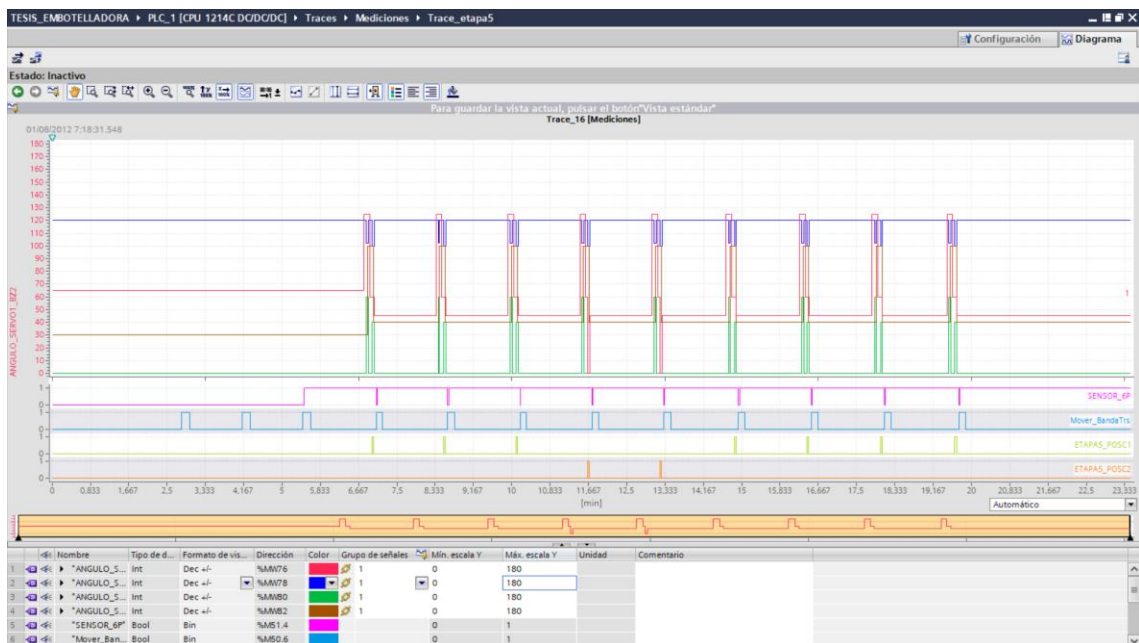 TESIS_EMBOTELLADORA ▸ PLC_1 [CPU 1214C DC/DC/DC] ▸ Traces ▸ Mediciones ▸ Trace_etapa5
Configuración Diagrama
Estado: Inactivo
Para guardar la vista actual, pulsar el botón"Vista estándar"
Trace_16 [Mediciones]
01/08/2012 7:18:31.548
180
170
160
150
140
130
120
110
100
90
80
70
60
50
40
30
20
10
0
ANGULO_SERVO1_BZ2
1
1
0
SENSOR_6P
1
0
Mover_BandaTrs
1
0
ETAPAS_POSC1
1
0
ETAPAS_POSC2
0 0,833 1,667 2,5 3,333 4,167 5 5,833 6,667 7,5 8,333 9,167 10 10,833 11,667 12,5 13,333 14,167 15 15,833 16,667 17,5 18,333 19,167 20 20,833 21,667 22,5 23,333
[min]
Automático
Nombre Tipo de d... Formato de vis... Dirección Color Grupo de señales Mín. escala Y Máx. escala Y Unidad Comentario
1 "ANGULO_S... Int Dec +/- %MW76 1 0 180
2 "ANGULO_S... Int Dec +/- %MW78 1 0 180
3 "ANGULO_S... Int Dec +/- %MW80 1 0 180
4 "ANGULO_S... Int Dec +/- %MW82 1 0 180
5 "SENSOR_6P" Bool Bin %M51.4 0 1
6 "Mover_Ban... Bool Bin %M50.6 0 1